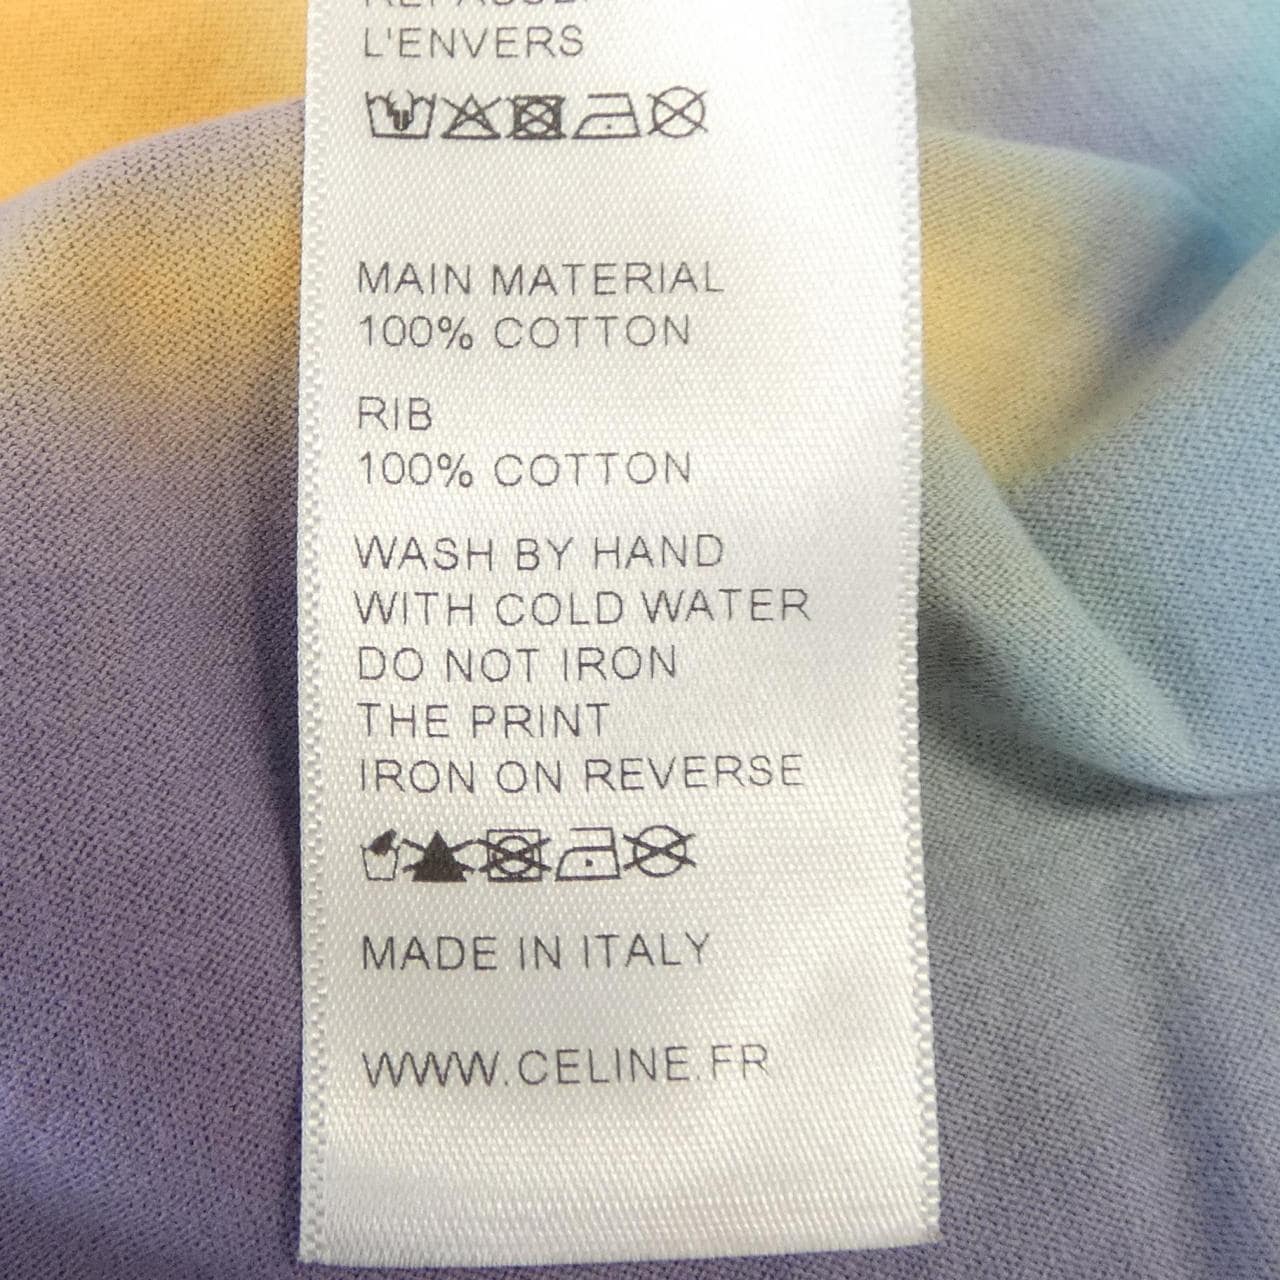 REPASSER
L'ENVERS
MAIN MATERIAL
100% COTTON
RIB
100% COTTON
WASH BY HAND
WITH COLD WATER
DO NOT IRON
THE PRINT
IRON ON REVERSE
MADE IN ITALY
WWW.CELINE.FR